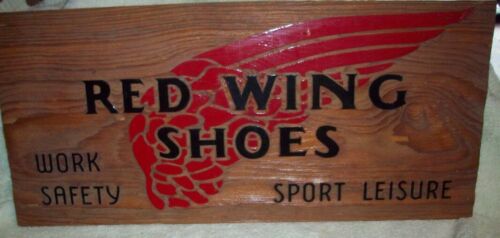 RED WING
SHOES
WORK
SAFETY
SPORT LEISURE